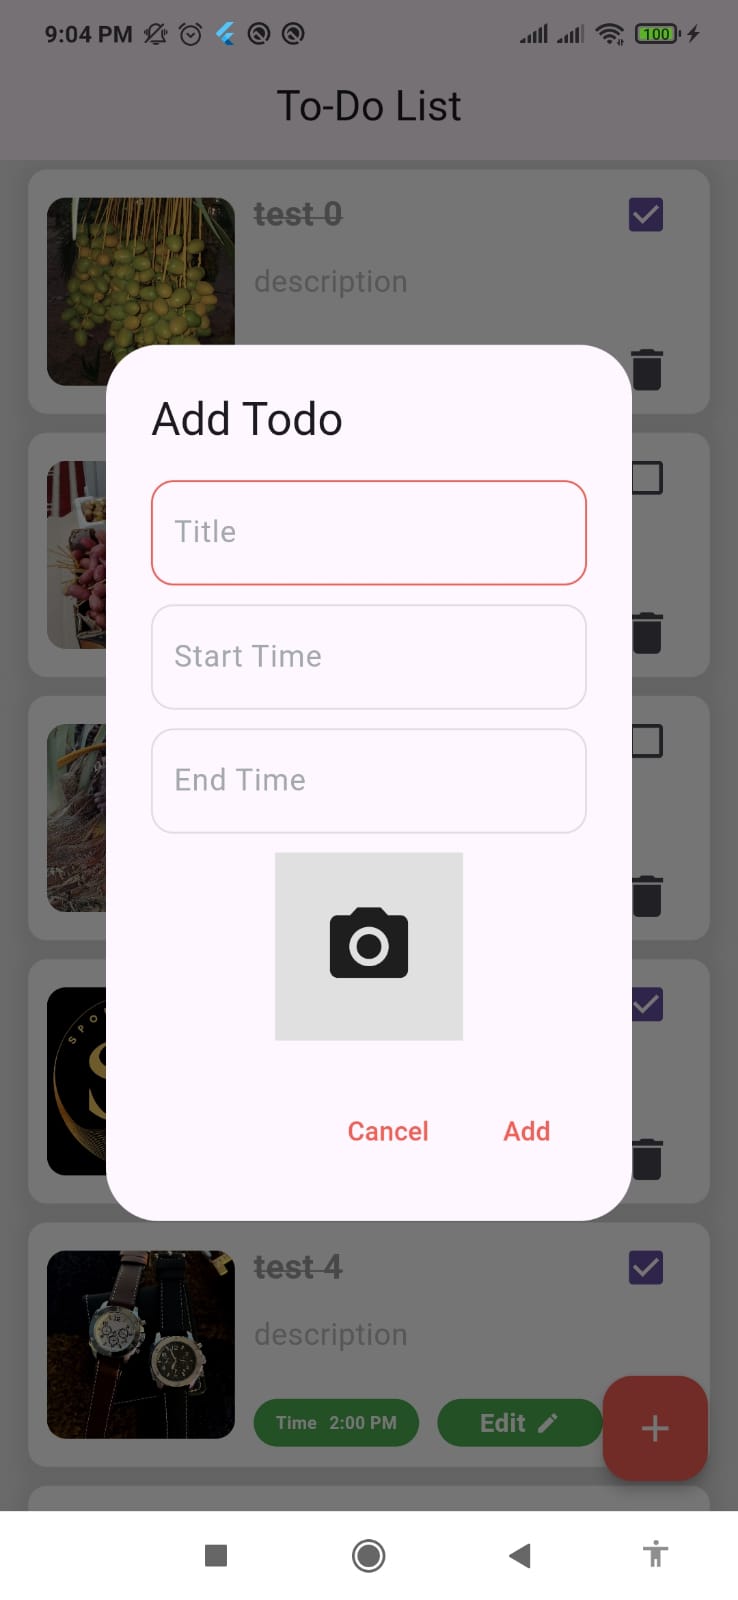 9:04 PM
100
To-Do List
test 0
description
Add Todo
Title
Start Time
End Time
SPO
S
Cancel
Add
test 4
description
Time 2:00 PM
Edit